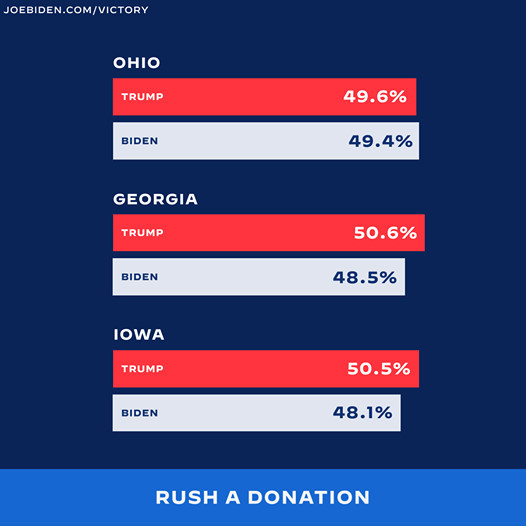 JOEBIDEN.COM/VICTORY
OHIO
TRUMP 49.6%
BIDEN 49.4%
GEORGIA
TRUMP 50.6%
BIDEN 48.5%
IOWA
TRUMP 50.5%
BIDEN 48.1%
RUSH A DONATION